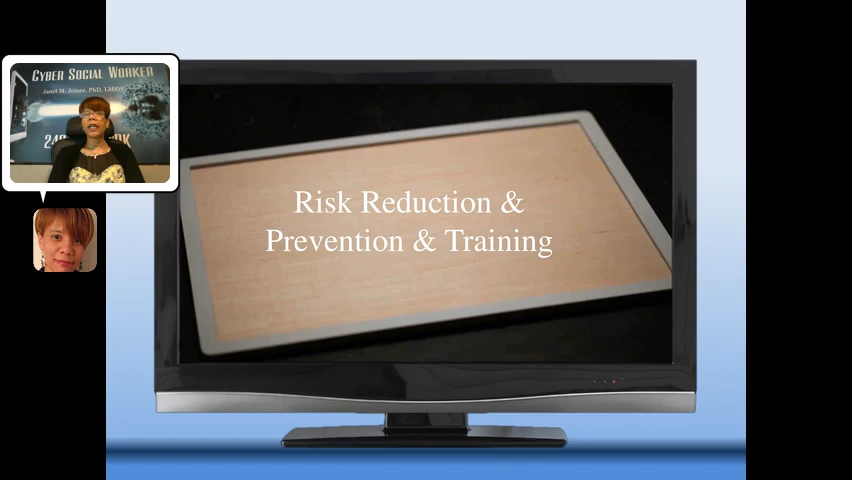 CYBER SOCIAL WORKER
Janet M. Joiner, PhD, LMSW
Risk Reduction &
Prevention & Training